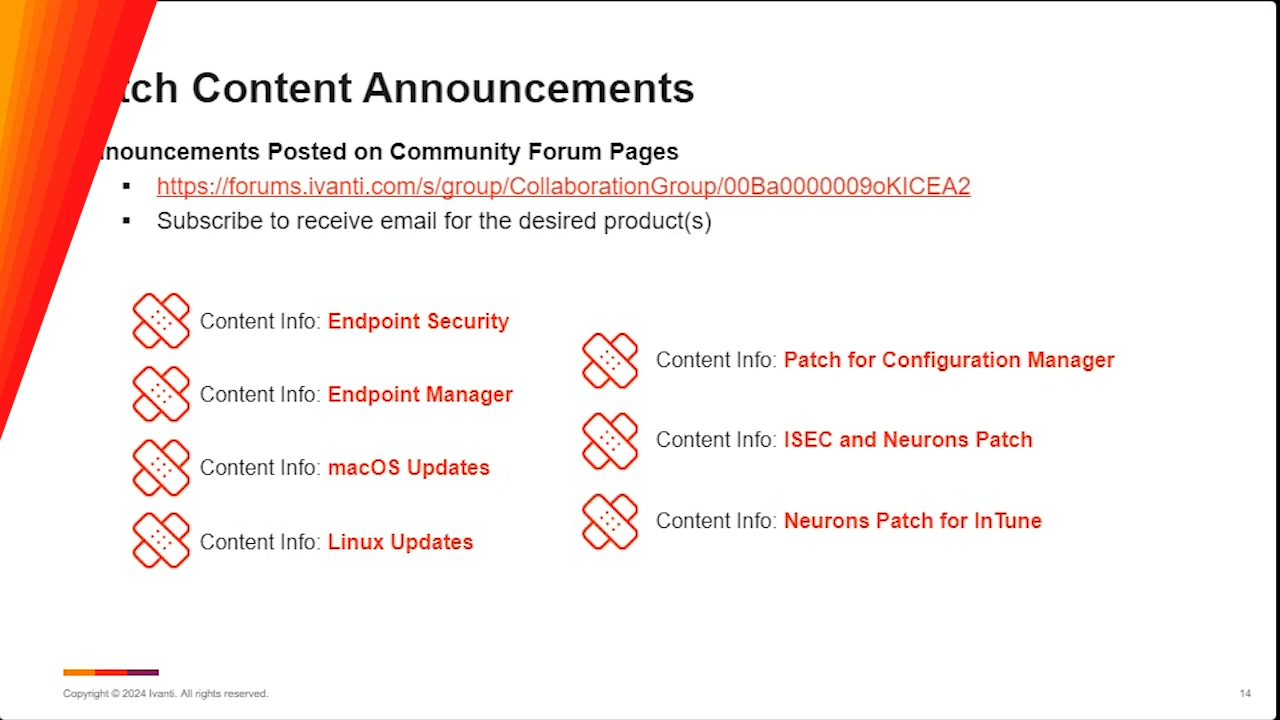 tch Content Announcements
nouncements Posted on Community Forum Pages
▪ https://forums.ivanti.com/s/group/CollaborationGroup/00Ba0000009oKICEA2
▪ Subscribe to receive email for the desired product(s)
Content Info: Endpoint Security
Content Info: Endpoint Manager
Content Info: macOS Updates
Content Info: Linux Updates
Content Info: Patch for Configuration Manager
Content Info: ISEC and Neurons Patch
Content Info: Neurons Patch for InTune
Copyright © 2024 Ivanti. All rights reserved.
14